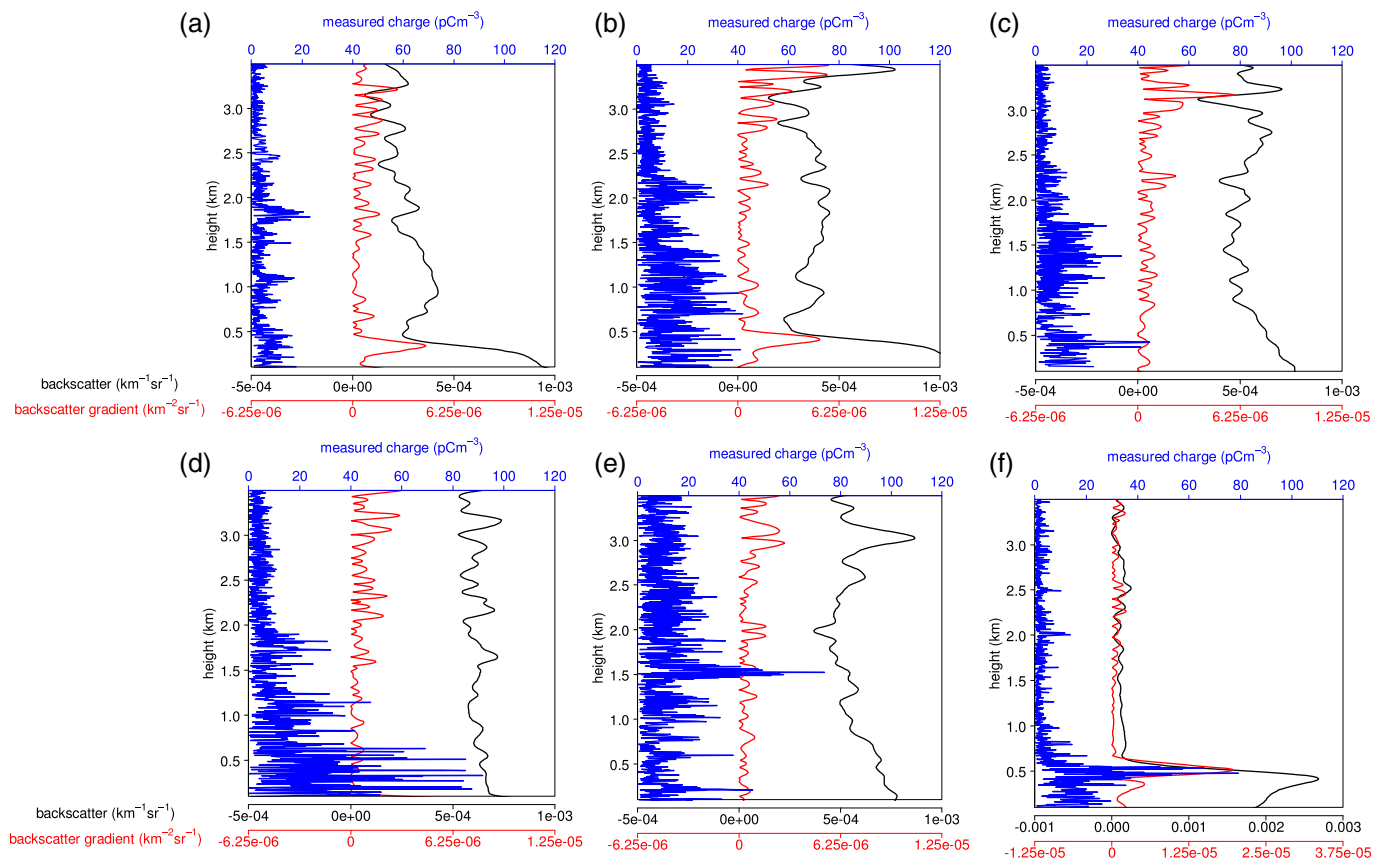 (a) measured charge (pCm⁻³)
0 20 40 60 80 100 120
height (km)
3.0
2.5
2.0
1.5
1.0
0.5
backscatter (km⁻¹sr⁻¹)
-5e-04 0e+00 5e-04 1e-03
backscatter gradient (km⁻²sr⁻¹)
-6.25e-06 0 6.25e-06 1.25e-05
(b) measured charge (pCm⁻³)
0 20 40 60 80 100 120
height (km)
3.0
2.5
2.0
1.5
1.0
0.5
-5e-04 0e+00 5e-04 1e-03
-6.25e-06 0 6.25e-06 1.25e-05
(c) measured charge (pCm⁻³)
0 20 40 60 80 100 120
height (km)
3.0
2.5
2.0
1.5
1.0
0.5
-5e-04 0e+00 5e-04 1e-03
-6.25e-06 0 6.25e-06 1.25e-05
(d) measured charge (pCm⁻³)
0 20 40 60 80 100 120
height (km)
3.0
2.5
2.0
1.5
1.0
0.5
backscatter (km⁻¹sr⁻¹)
-5e-04 0e+00 5e-04 1e-03
backscatter gradient (km⁻²sr⁻¹)
-6.25e-06 0 6.25e-06 1.25e-05
(e) measured charge (pCm⁻³)
0 20 40 60 80 100 120
height (km)
3.0
2.5
2.0
1.5
1.0
0.5
-5e-04 0e+00 5e-04 1e-03
-6.25e-06 0 6.25e-06 1.25e-05
(f) measured charge (pCm⁻³)
0 20 40 60 80 100 120
height (km)
3.0
2.5
2.0
1.5
1.0
0.5
-0.001 0.000 0.001 0.002 0.003
-1.25e-05 0 1.25e-05 2.5e-05 3.75e-05